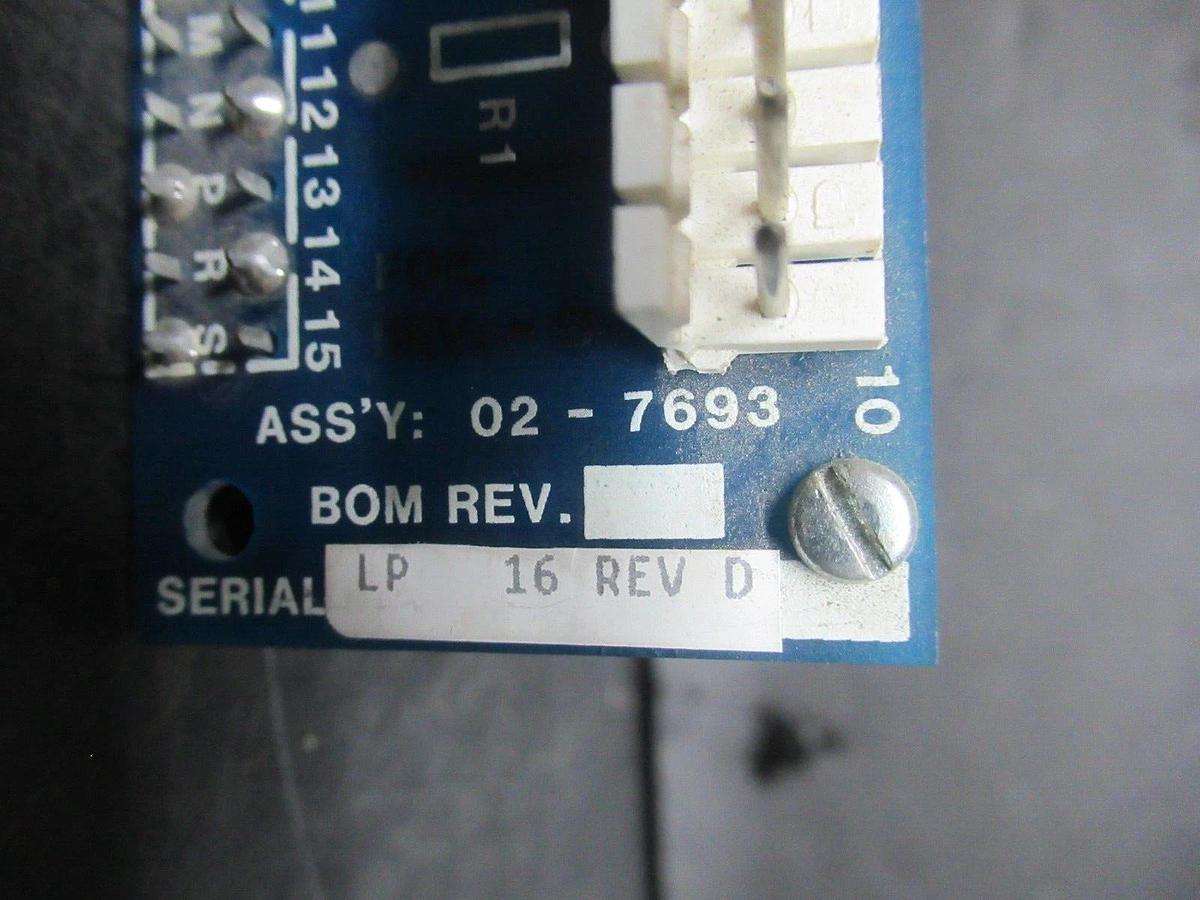 M
N
P
R
S
11
12
13
14
15
R1
10
ASS'Y: 02 - 7693
BOM REV.
SERIAL
LP 16 REV D